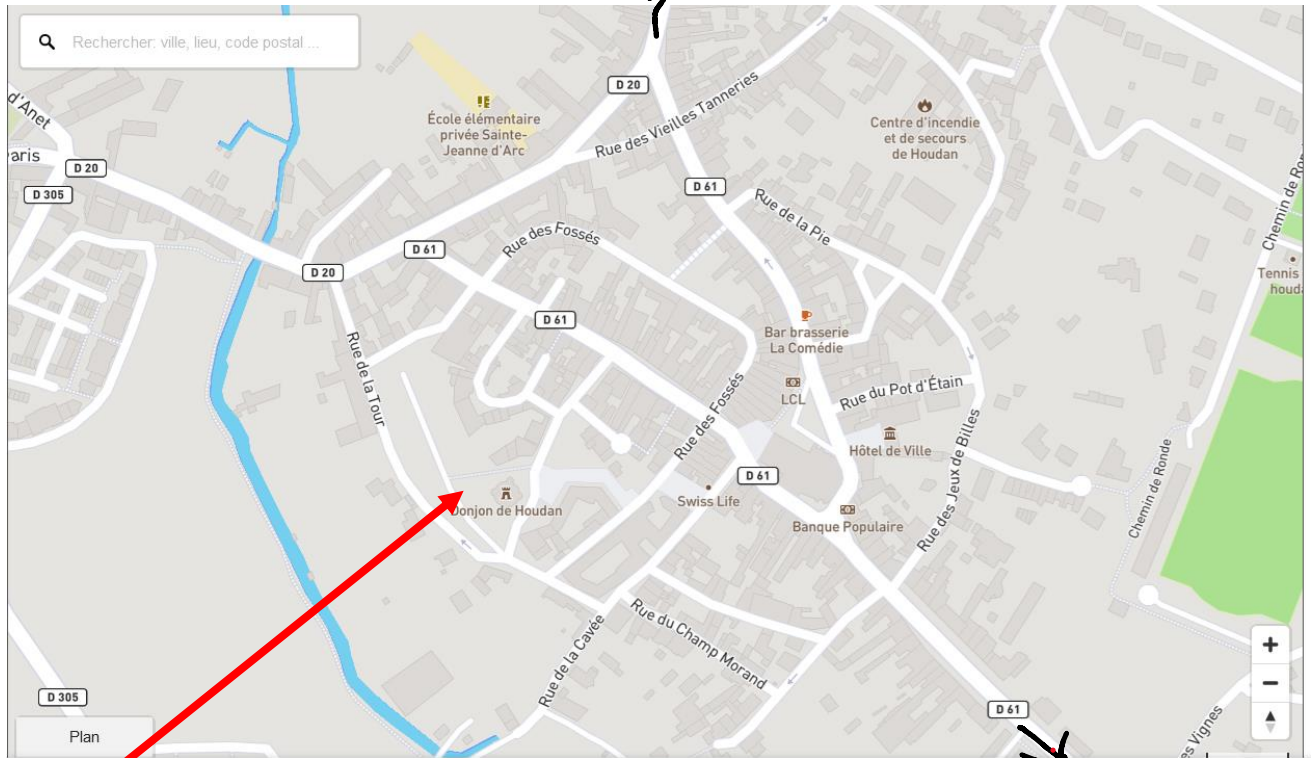 Rechercher: ville, lieu, code postal ...
D 20
d'Anet
École élémentaire
privée Sainte-
Jeanne d'Arc
Rue des Vieilles Tanneries
Centre d'incendie
et de secours
de Houdan
aris
D 20
D 305
D 61
Rue de la Pie
Chemin de Ron
Rue des Fossés
D 61
D 20
Tennis
houda
D 61
Bar brasserie
La Comédie
Rue de la Tour
LCL
Rue du Pot d'Étain
Rue des Fossés
Hôtel de Ville
Rue des Jeux de Billes
Chemin de Ronde
D 61
Swiss Life
Donjon de Houdan
Banque Populaire
Rue du Champ Morand
Rue de la Cavée
D 305
D 61
es Vignes
Plan